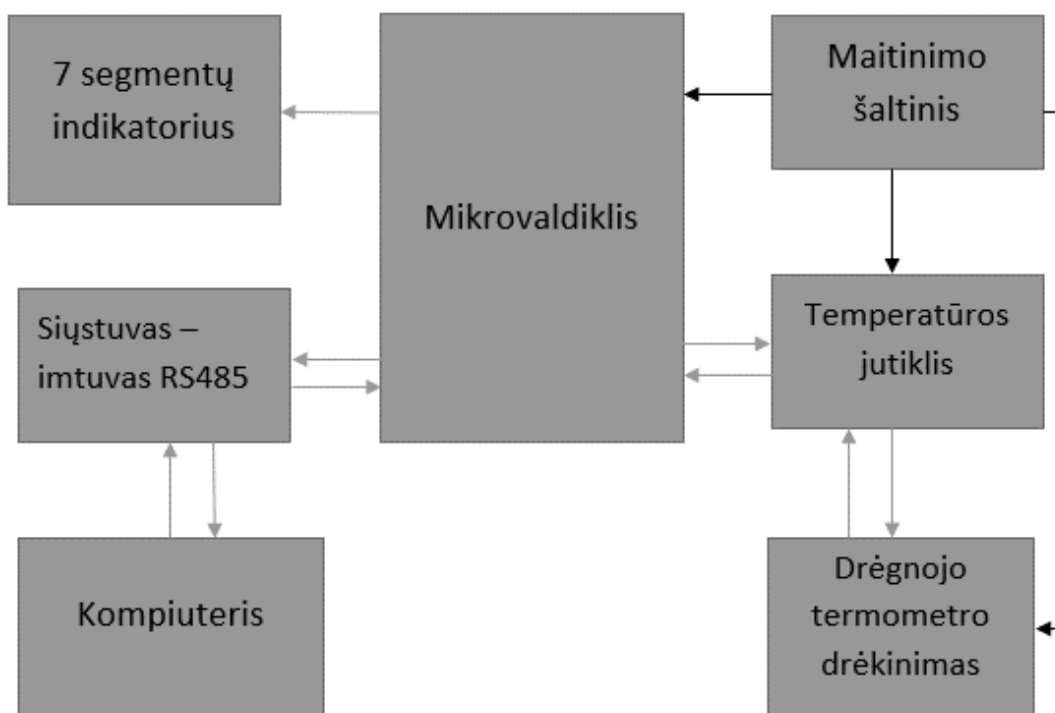 7 segmentų
indikatorius
Mikrovaldiklis
Maitinimo
šaltinis
Siųstuvas –
imtuvas RS485
Temperatūros
jutiklis
Kompiuteris
Drėgnojo
termometro
drėkinimas